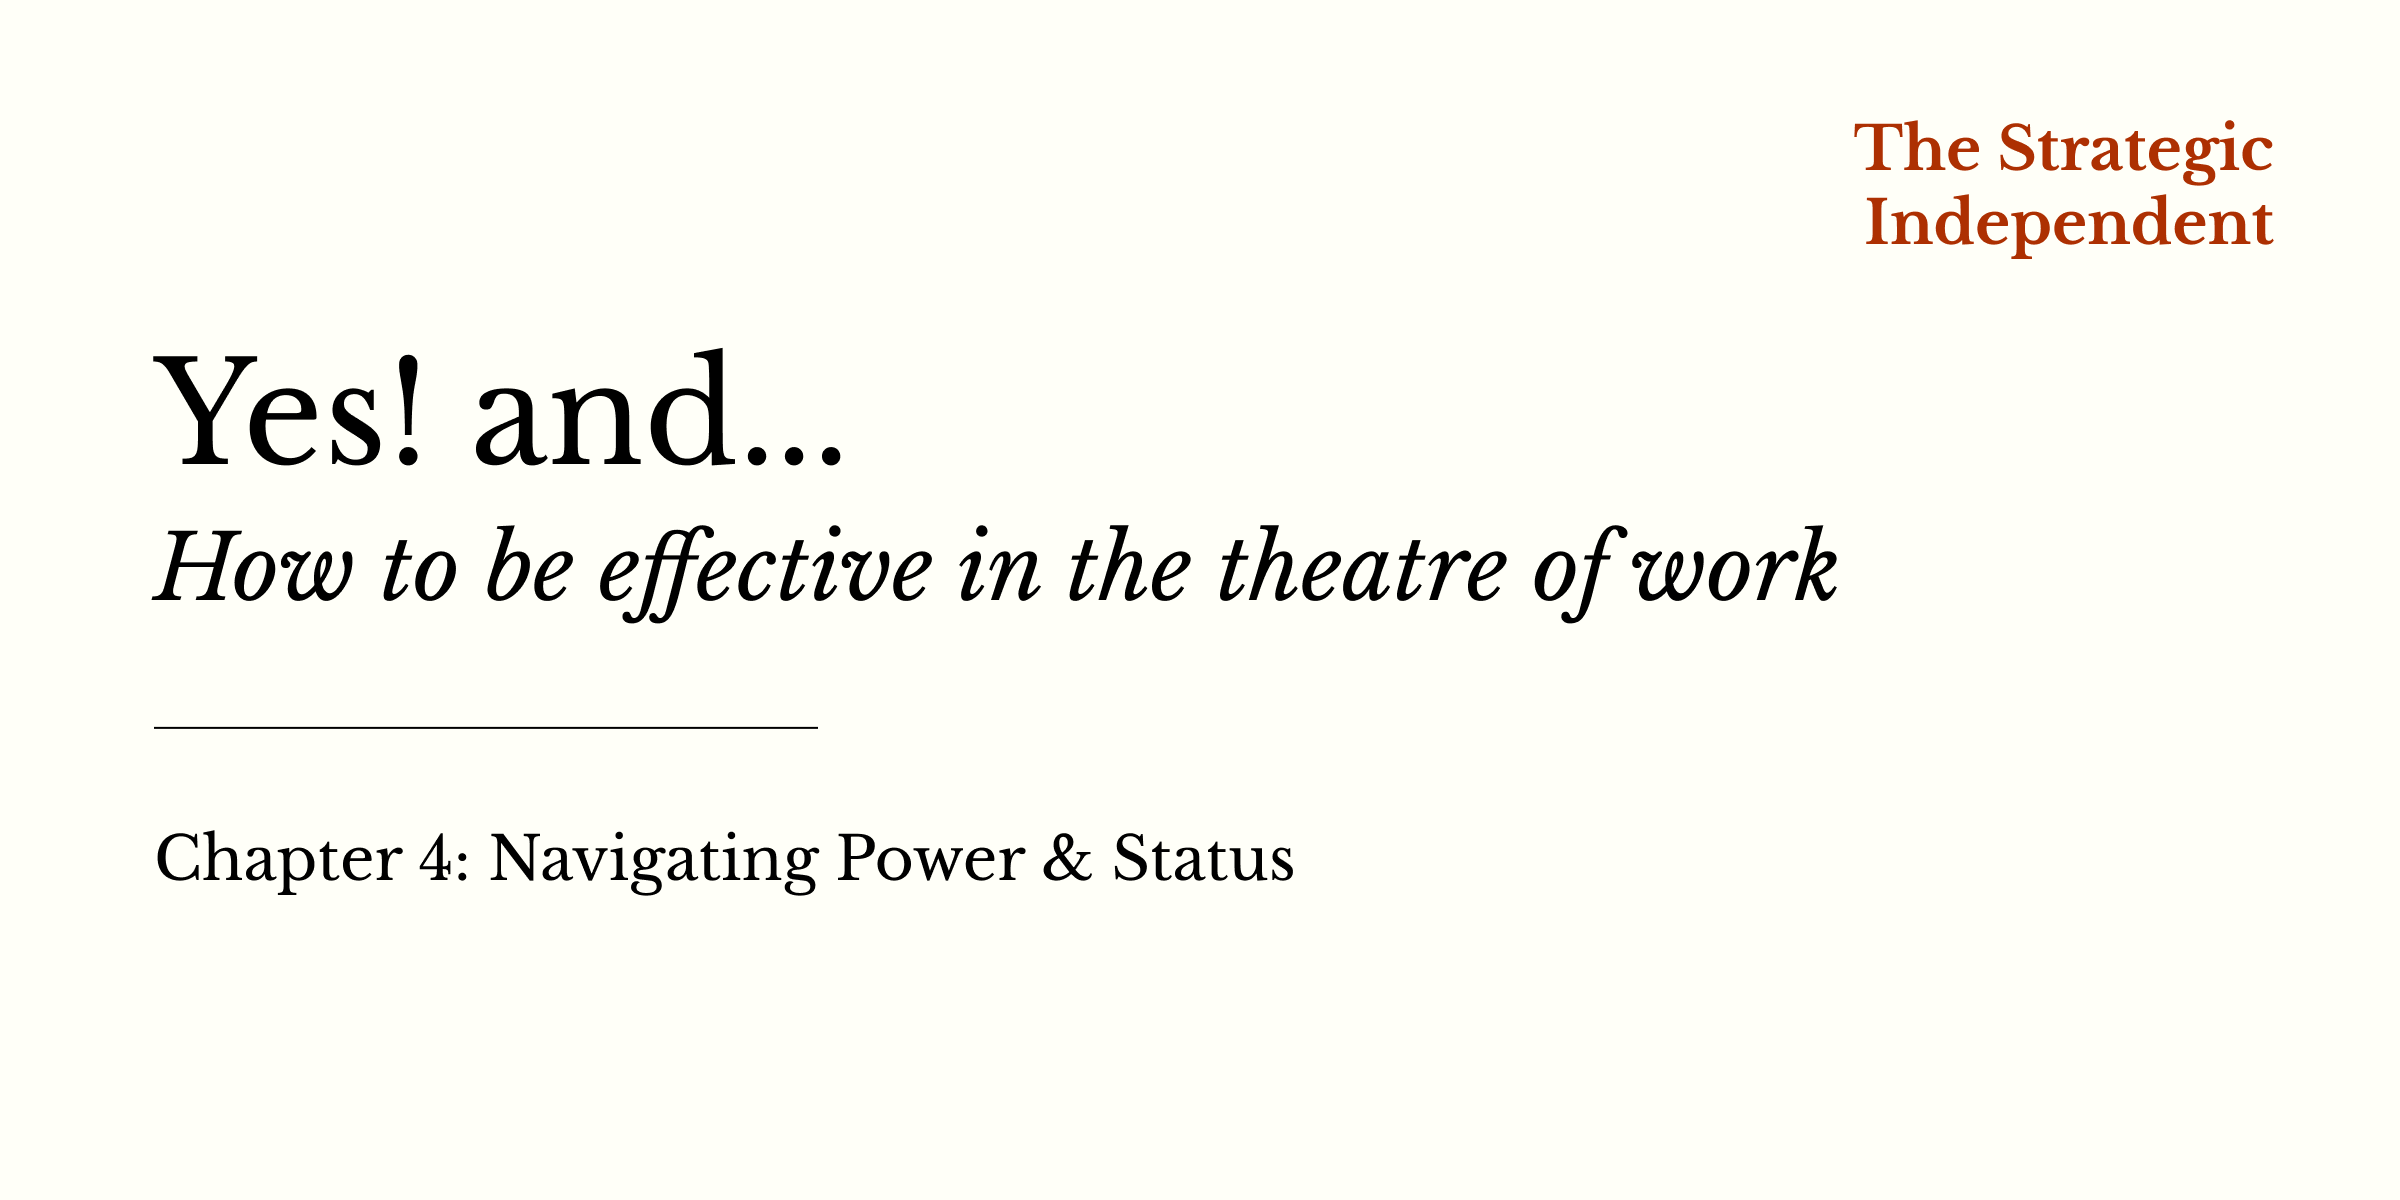 The Strategic
Independent
Yes! and...
How to be effective in the theatre of work
Chapter 4: Navigating Power & Status